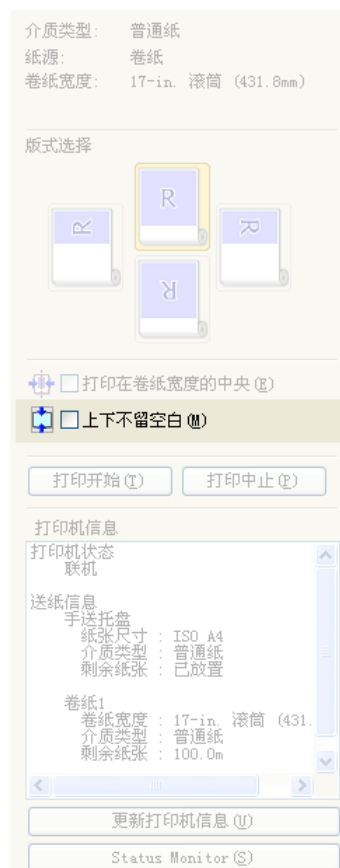 介质类型: 普通纸
纸源: 卷纸
卷纸宽度: 17-in. 滚筒 (431.8mm)
版式选择
R
R
R
R
打印在卷纸宽度的中央(E)
上下不留空白(M)
打印开始(T) 打印中止(P)
打印机信息
打印机状态
联机
送纸信息
手送托盘
纸张尺寸 : ISO A4
介质类型 : 普通纸
剩余纸张 : 已放置
卷纸1
卷纸宽度 : 17-in. 滚筒 (431.
介质类型 : 普通纸
剩余纸张 : 100.0m
更新打印机信息(U)
Status Monitor(S)